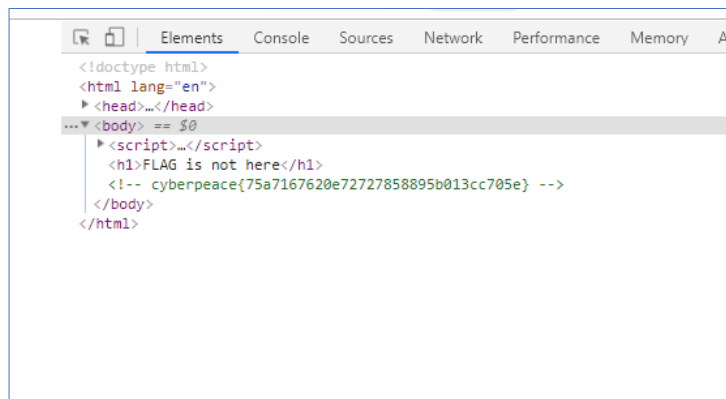 Elements Console Sources Network Performance Memory A
<!doctype html>
<html lang="en">
<head>…</head>
<body> == $0
<script>…</script>
<h1>FLAG is not here</h1>
<!-- cyberpeace{75a7167620e72727858895b013cc705e} -->
</body>
</html>